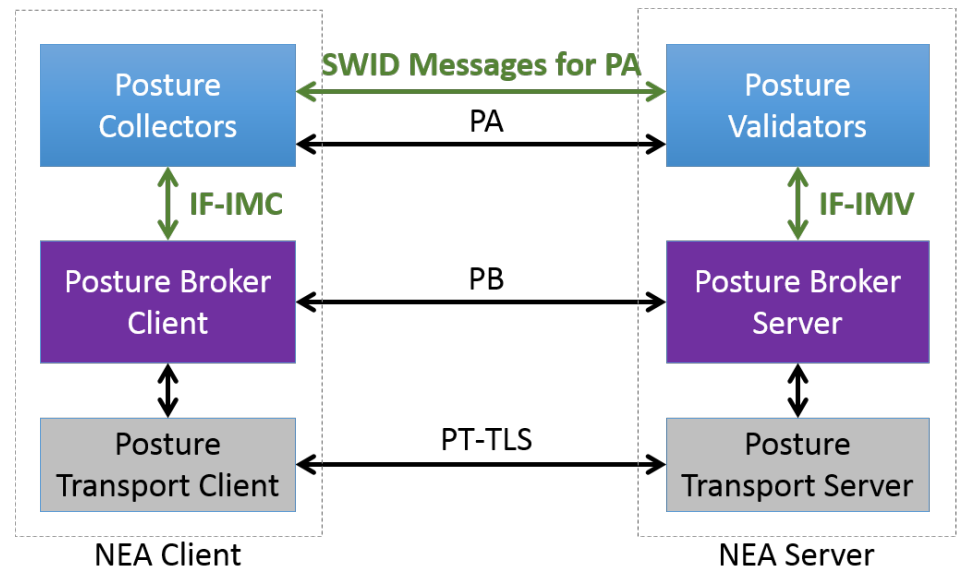 SWID Messages for PA
Posture
Collectors
Posture
Validators
PA
IF-IMC
IF-IMV
Posture Broker
Client
PB
Posture Broker
Server
Posture
Transport Client
PT-TLS
Posture
Transport Server
NEA Client
NEA Server